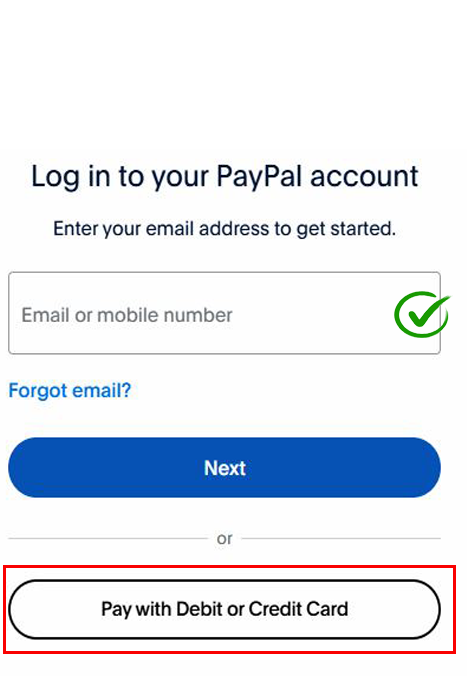 Log in to your PayPal account
Enter your email address to get started.
Email or mobile number
Forgot email?
Next
or
Pay with Debit or Credit Card